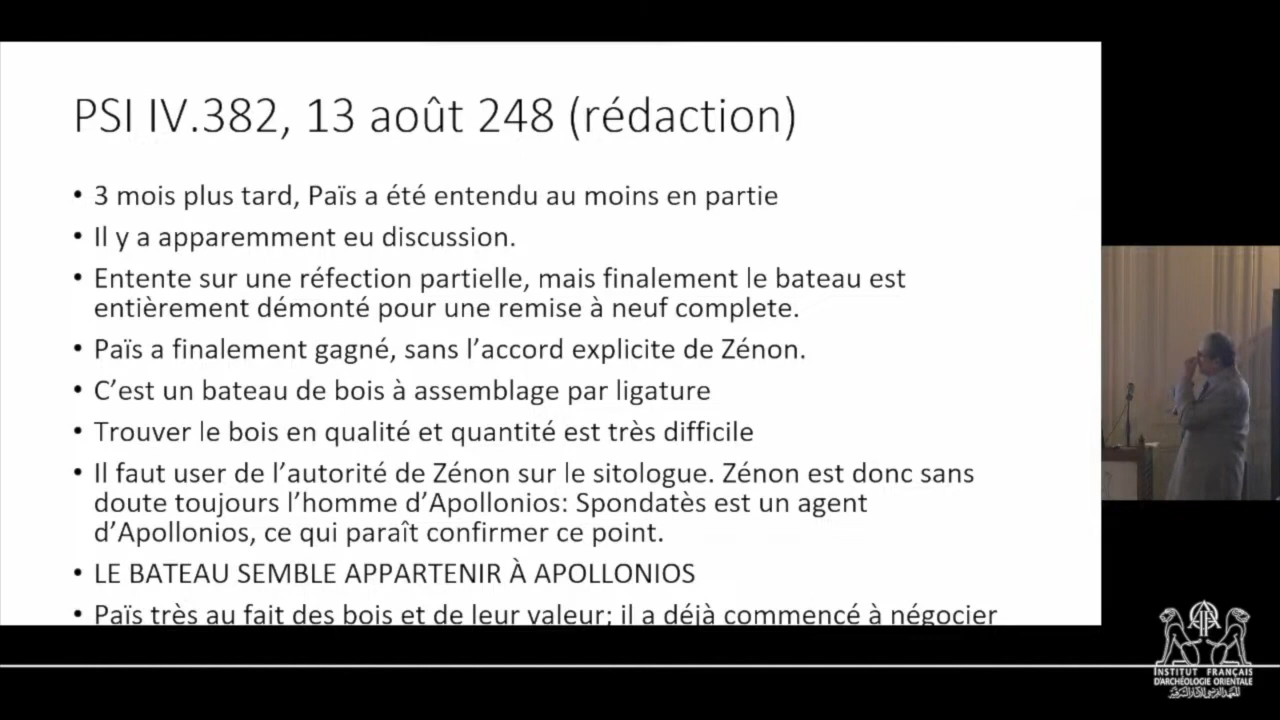 PSI IV.382, 13 août 248 (rédaction)
• 3 mois plus tard, Païs a été entendu au moins en partie
• Il y a apparemment eu discussion.
• Entente sur une réfection partielle, mais finalement le bateau est
entièrement démonté pour une remise à neuf complete.
• Païs a finalement gagné, sans l’accord explicite de Zénon.
• C’est un bateau de bois à assemblage par ligature
• Trouver le bois en qualité et quantité est très difficile
• Il faut user de l’autorité de Zénon sur le sitologue. Zénon est donc sans
doute toujours l’homme d’Apollonios: Spondatès est un agent
d’Apollonios, ce qui paraît confirmer ce point.
• LE BATEAU SEMBLE APPARTENIR À APOLLONIOS
• Païs très au fait des bois et de leur valeur; il a déjà commencé à négocier
INSTITUT FRANÇAIS
D'ARCHÉOLOGIE ORIENTALE